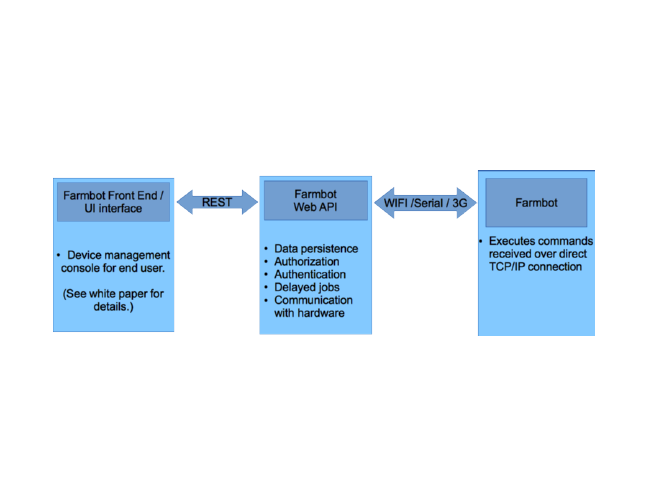 Farmbot Front End /
UI interface
• Device management
console for end user.
(See white paper for
details.)
REST
Farmbot
Web API
• Data persistence
• Authorization
• Authentication
• Delayed jobs
• Communication
with hardware
WIFI /Serial / 3G
Farmbot
• Executes commands
received over direct
TCP/IP connection